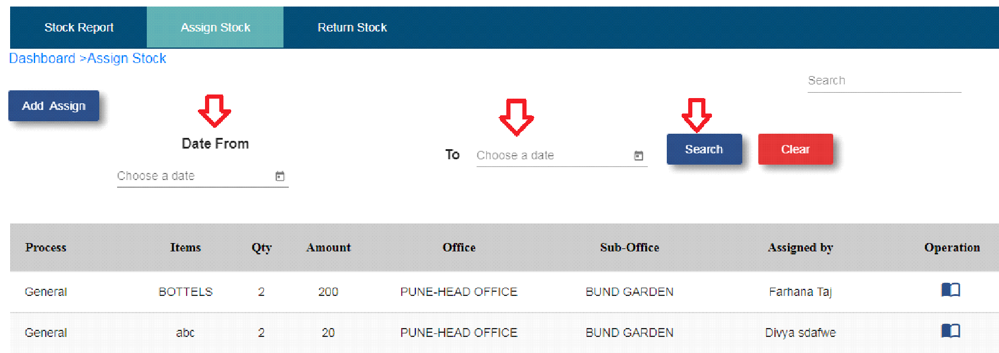 Stock Report Assign Stock Return Stock
Dashboard >Assign Stock
Search
Add Assign
Date From
To Choose a date Search Clear
Choose a date
Process Items Qty Amount Office Sub-Office Assigned by Operation
General BOTTELS 2 200 PUNE-HEAD OFFICE BUND GARDEN Farhana Taj
General abc 2 20 PUNE-HEAD OFFICE BUND GARDEN Divya sdafwe